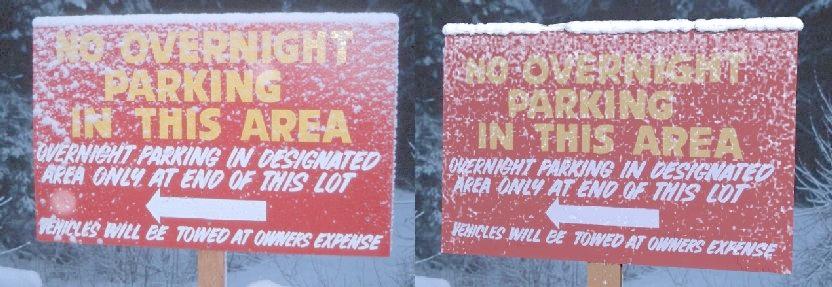 NO OVERNIGHT
PARKING
IN THIS AREA
OVERNIGHT PARKING IN DESIGNATED
AREA ONLY AT END OF THIS LOT
VEHICLES WILL BE TOWED AT OWNERS EXPENSE
NO OVERNIGHT
PARKING
IN THIS AREA
OVERNIGHT PARKING IN DESIGNATED
AREA ONLY AT END OF THIS LOT
VEHICLES WILL BE TOWED AT OWNERS EXPENSE